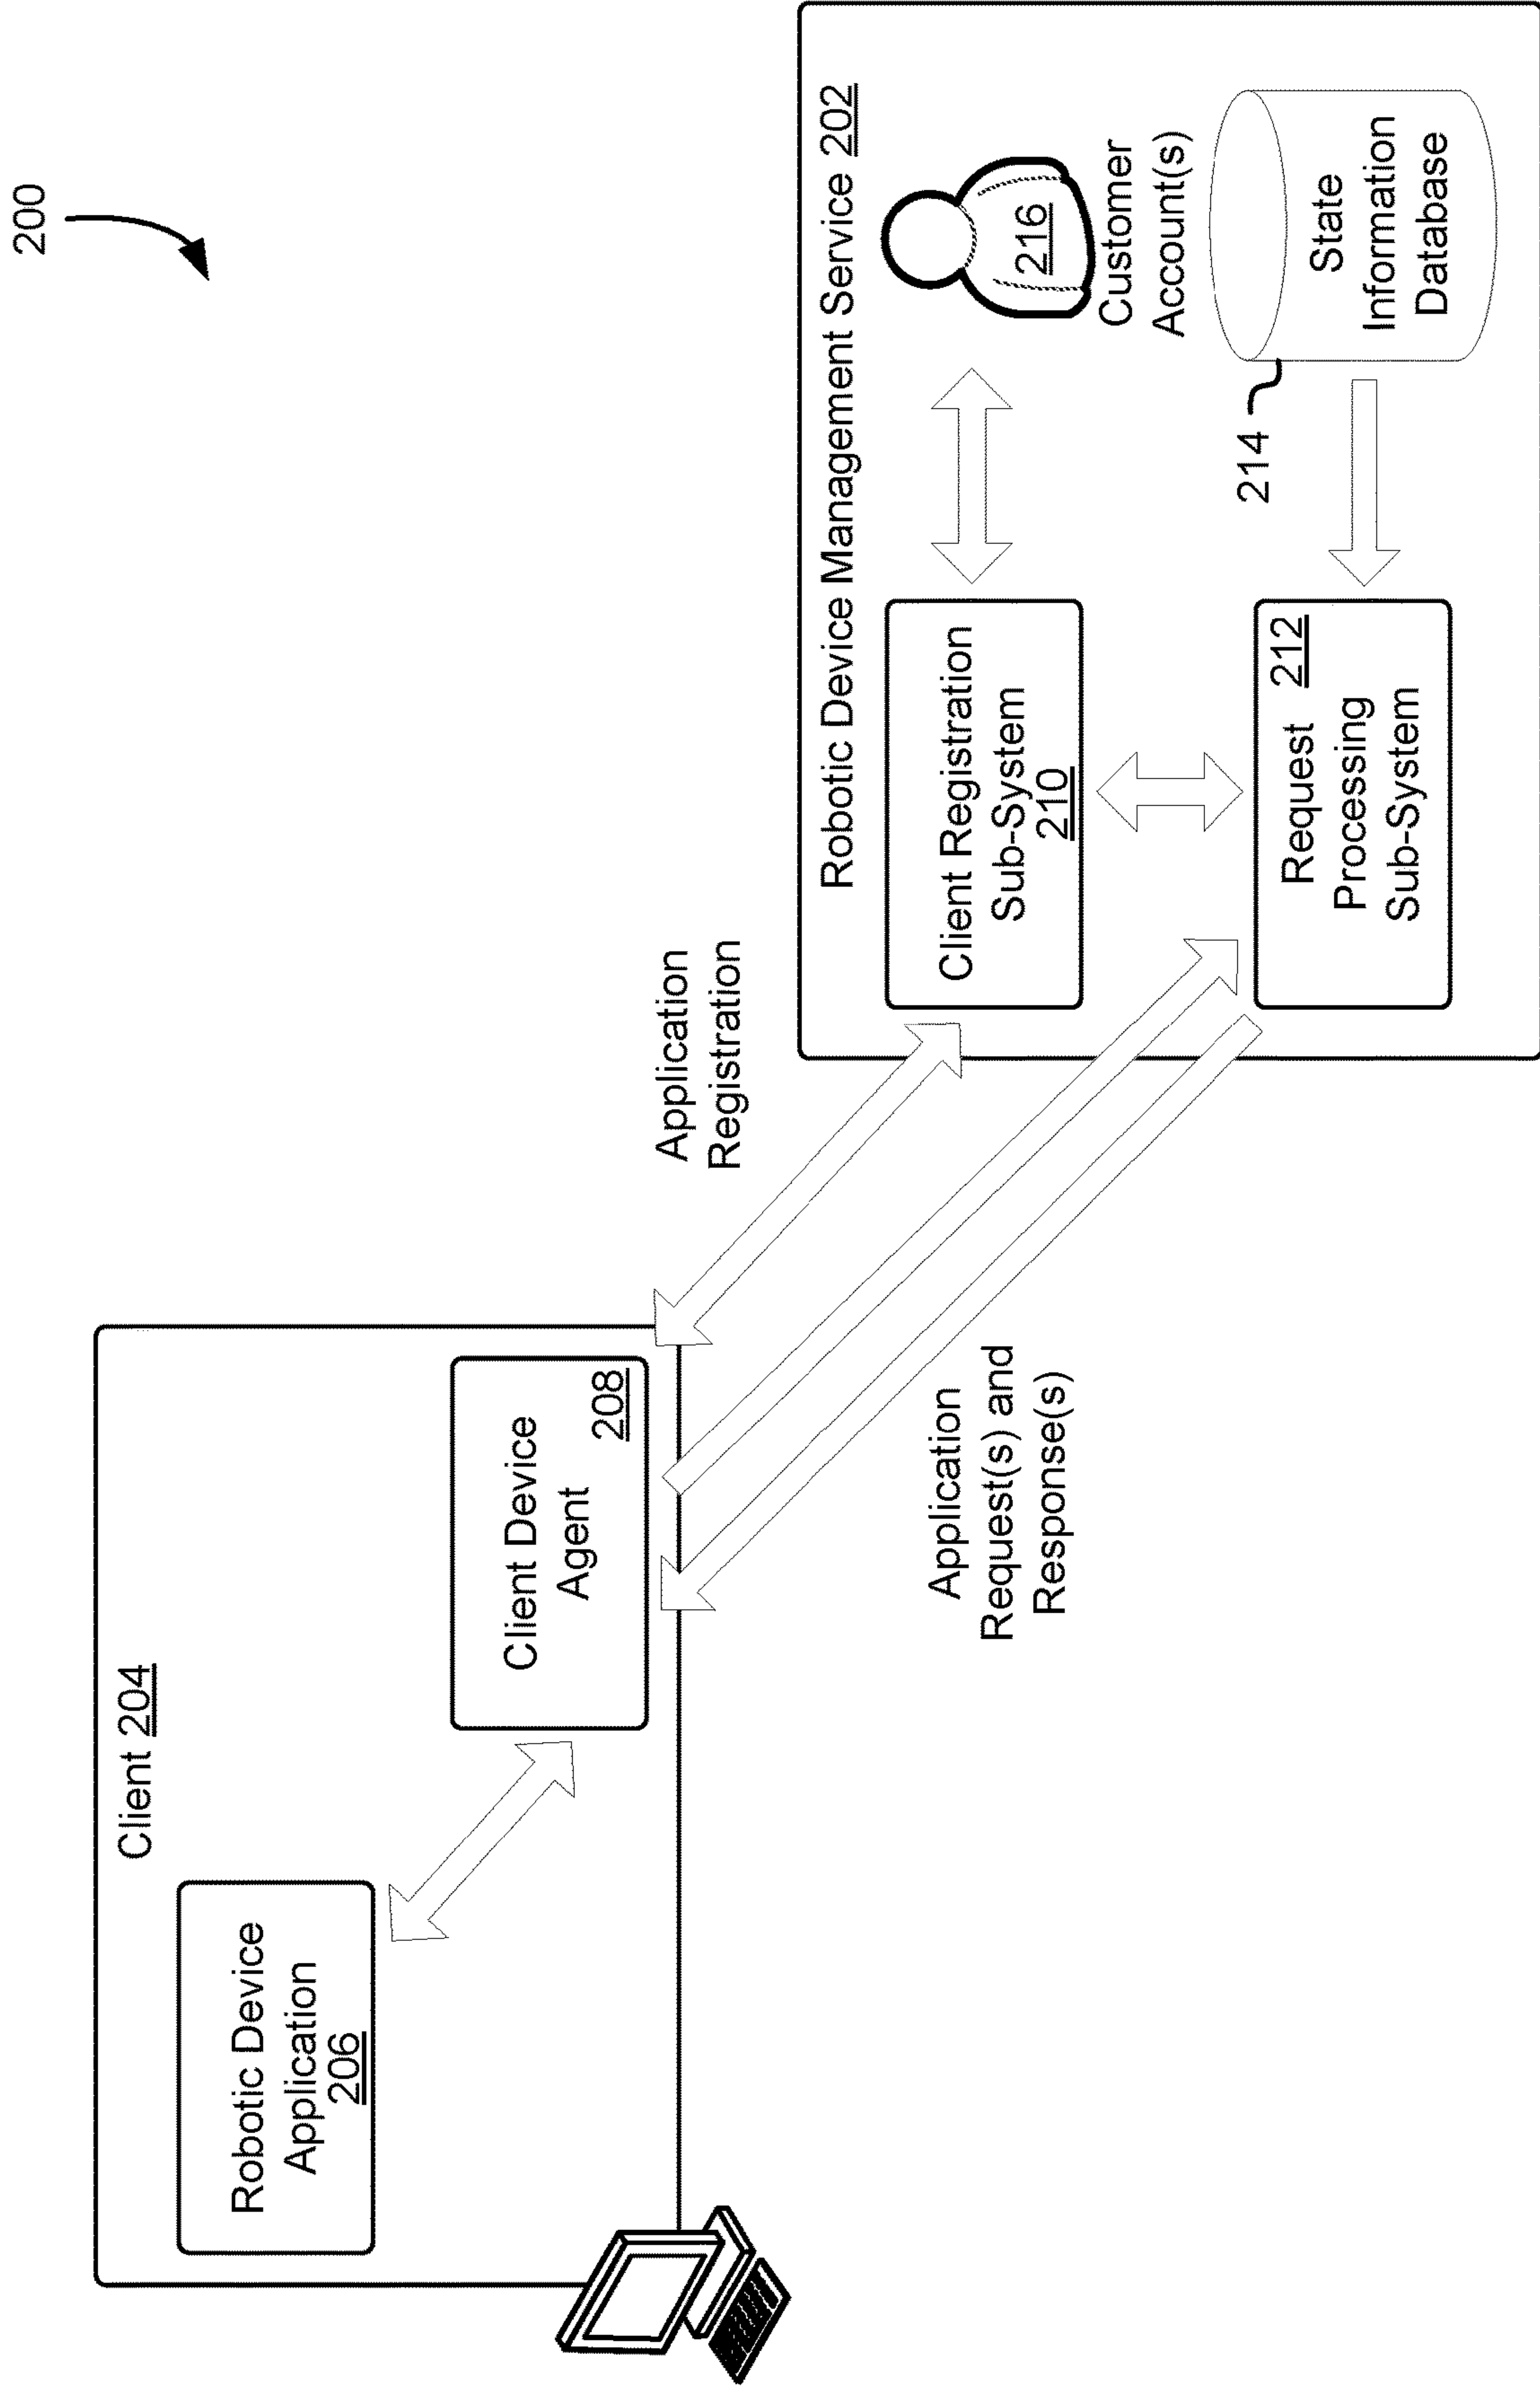 200
Client 204
Robotic Device
Application
206
Client Device
Agent
208
Application
Registration
Application
Request(s) and
Response(s)
Robotic Device Management Service 202
Client Registration
Sub-System
210
216
Customer
Account(s)
Request 212
Processing
Sub-System
214
State
Information
Database